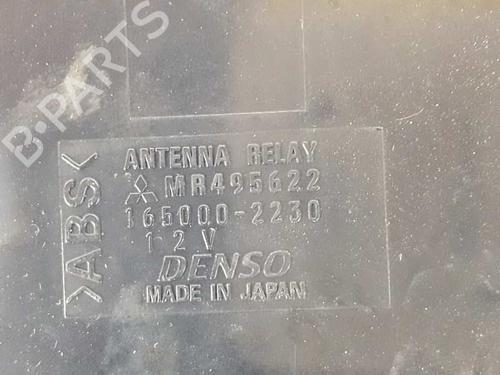 B-PARTS
>ABS<
ANTENNA RELAY
MR495622
165000-2230
12V
DENSO
MADE IN JAPAN